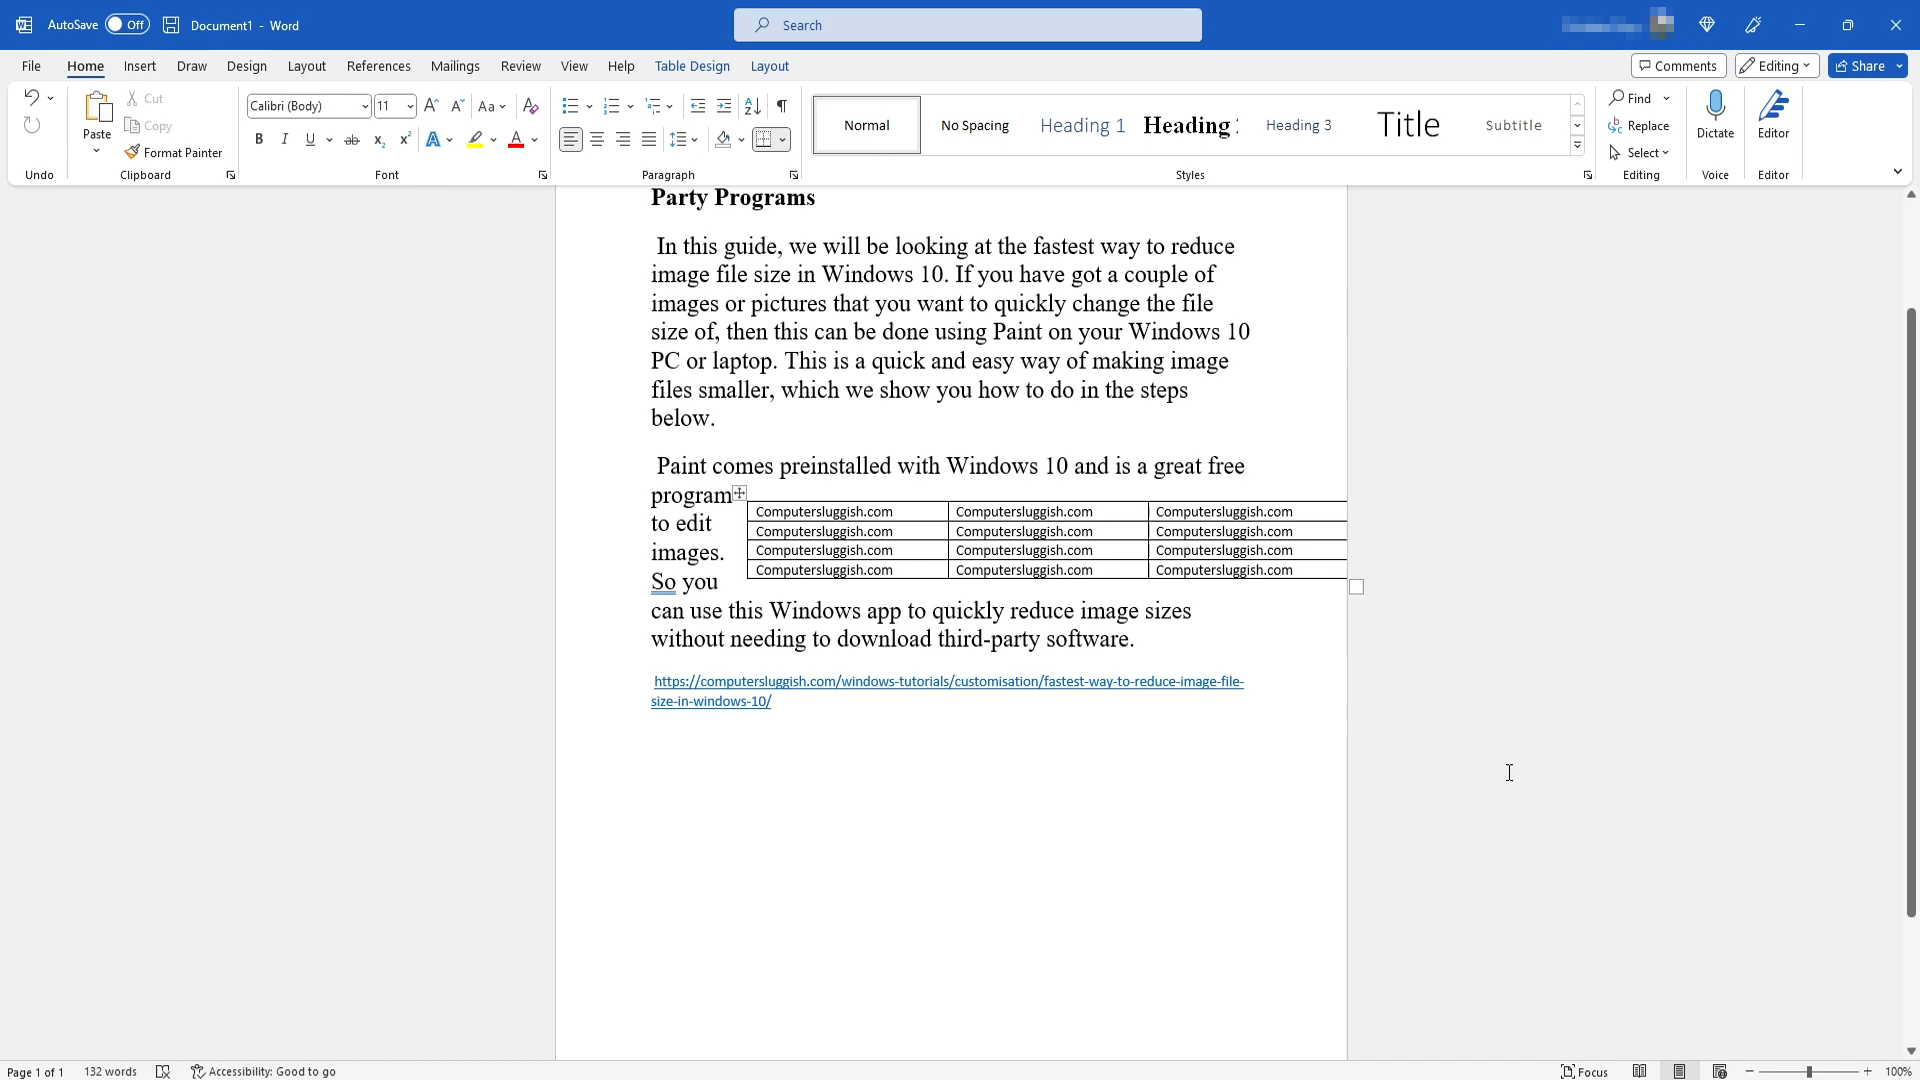 AutoSave Off Document1 - Word Search
File Home Insert Draw Design Layout References Mailings Review View Help Table Design Layout Comments Editing Share
Paste Cut Copy Format Painter
Calibri (Body) 11
Normal No Spacing Heading 1 Heading Heading 3 Title Subtitle
Find Replace Select Dictate Editor
Undo Clipboard Font Paragraph Styles Editing Voice Editor
Party Programs
In this guide, we will be looking at the fastest way to reduce
image file size in Windows 10. If you have got a couple of
images or pictures that you want to quickly change the file
size of, then this can be done using Paint on your Windows 10
PC or laptop. This is a quick and easy way of making image
files smaller, which we show you how to do in the steps
below.
Paint comes preinstalled with Windows 10 and is a great free
program
to edit
images.
So you
Computersluggish.com Computersluggish.com Computersluggish.com
Computersluggish.com Computersluggish.com Computersluggish.com
Computersluggish.com Computersluggish.com Computersluggish.com
Computersluggish.com Computersluggish.com Computersluggish.com
can use this Windows app to quickly reduce image sizes
without needing to download third-party software.
https://computersluggish.com/windows-tutorials/customisation/fastest-way-to-reduce-image-file-
size-in-windows-10/
Page 1 of 1 132 words Accessibility: Good to go Focus 100%